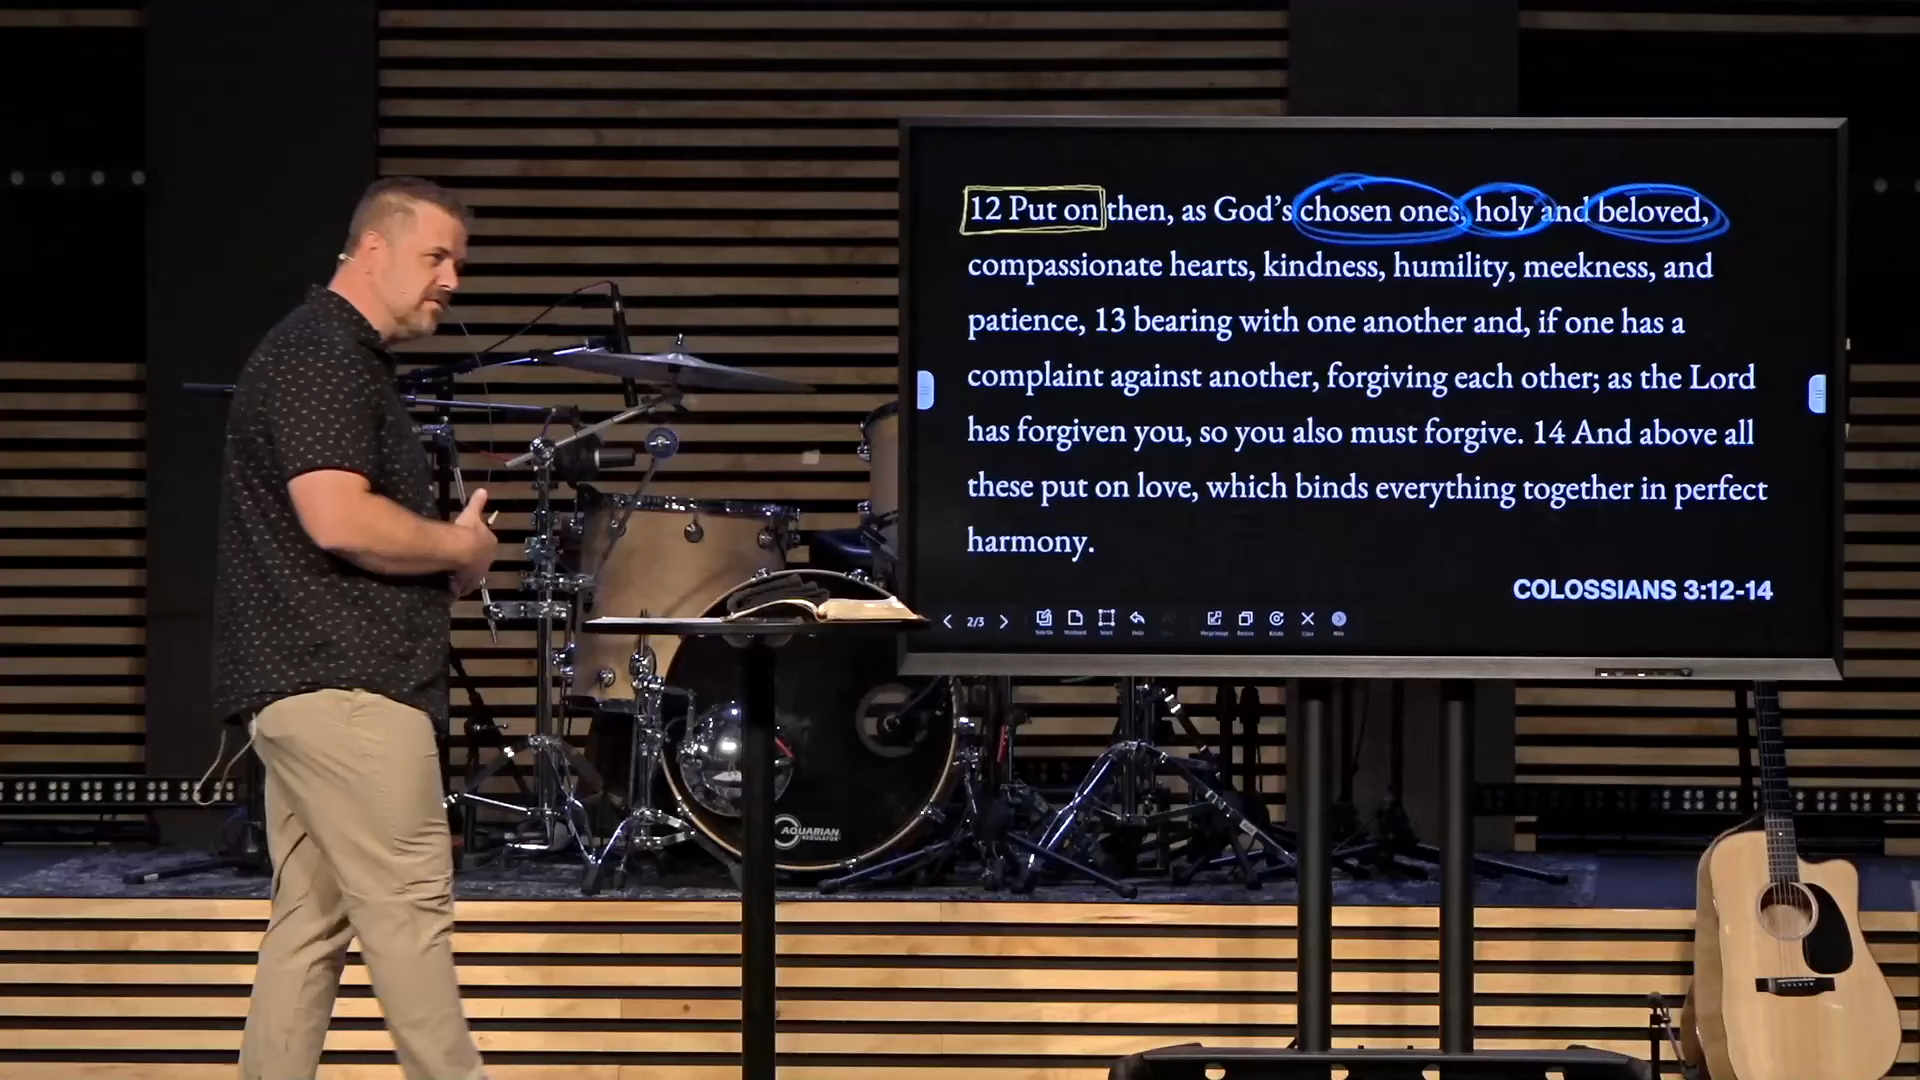 12 Put on then, as God's chosen ones, holy and beloved,
compassionate hearts, kindness, humility, meekness, and
patience, 13 bearing with one another and, if one has a
complaint against another, forgiving each other; as the Lord
has forgiven you, so you also must forgive. 14 And above all
these put on love, which binds everything together in perfect
harmony.
COLOSSIANS 3:12-14
2/3
AQUARIAN
REGULATOR